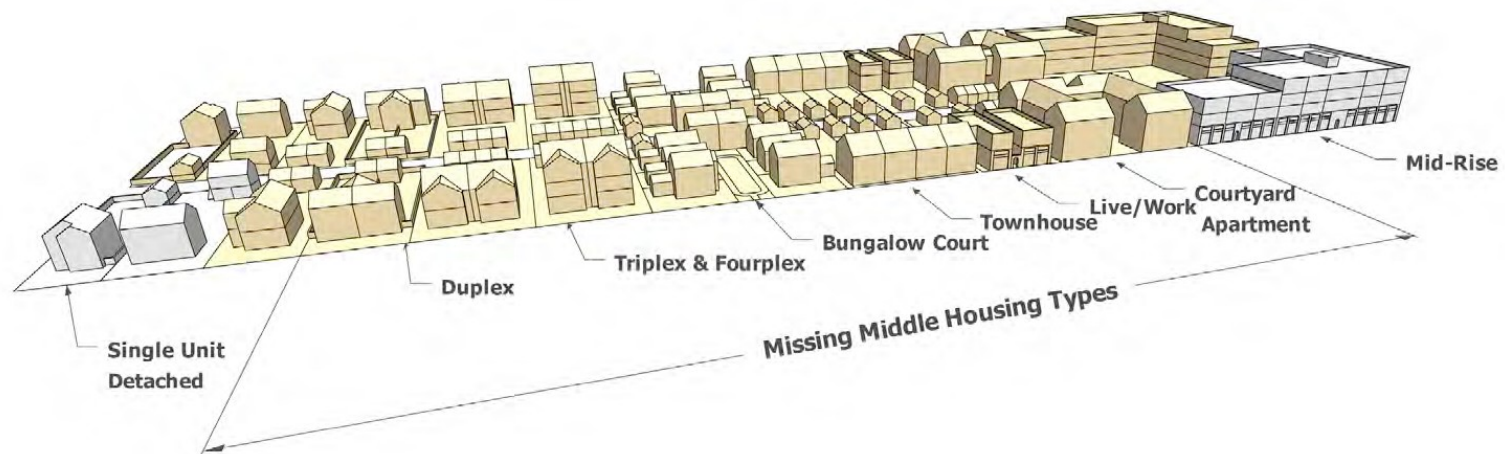 Single Unit
Detached
Duplex
Triplex & Fourplex
Bungalow Court
Townhouse
Live/Work
Courtyard
Apartment
Mid-Rise
Missing Middle Housing Types